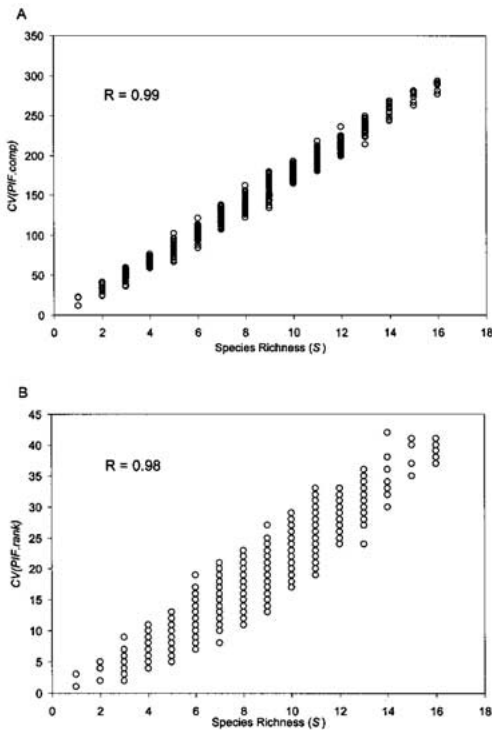 A
350
300
250
200
150
100
50
0
R = 0.99
CV(PIF.comp)
0 2 4 6 8 10 12 14 16 18
Species Richness (S)
B
45
40
35
30
25
20
15
10
5
0
R = 0.98
CV(PIF.rank)
0 2 4 6 8 10 12 14 16 18
Species Richness (S)